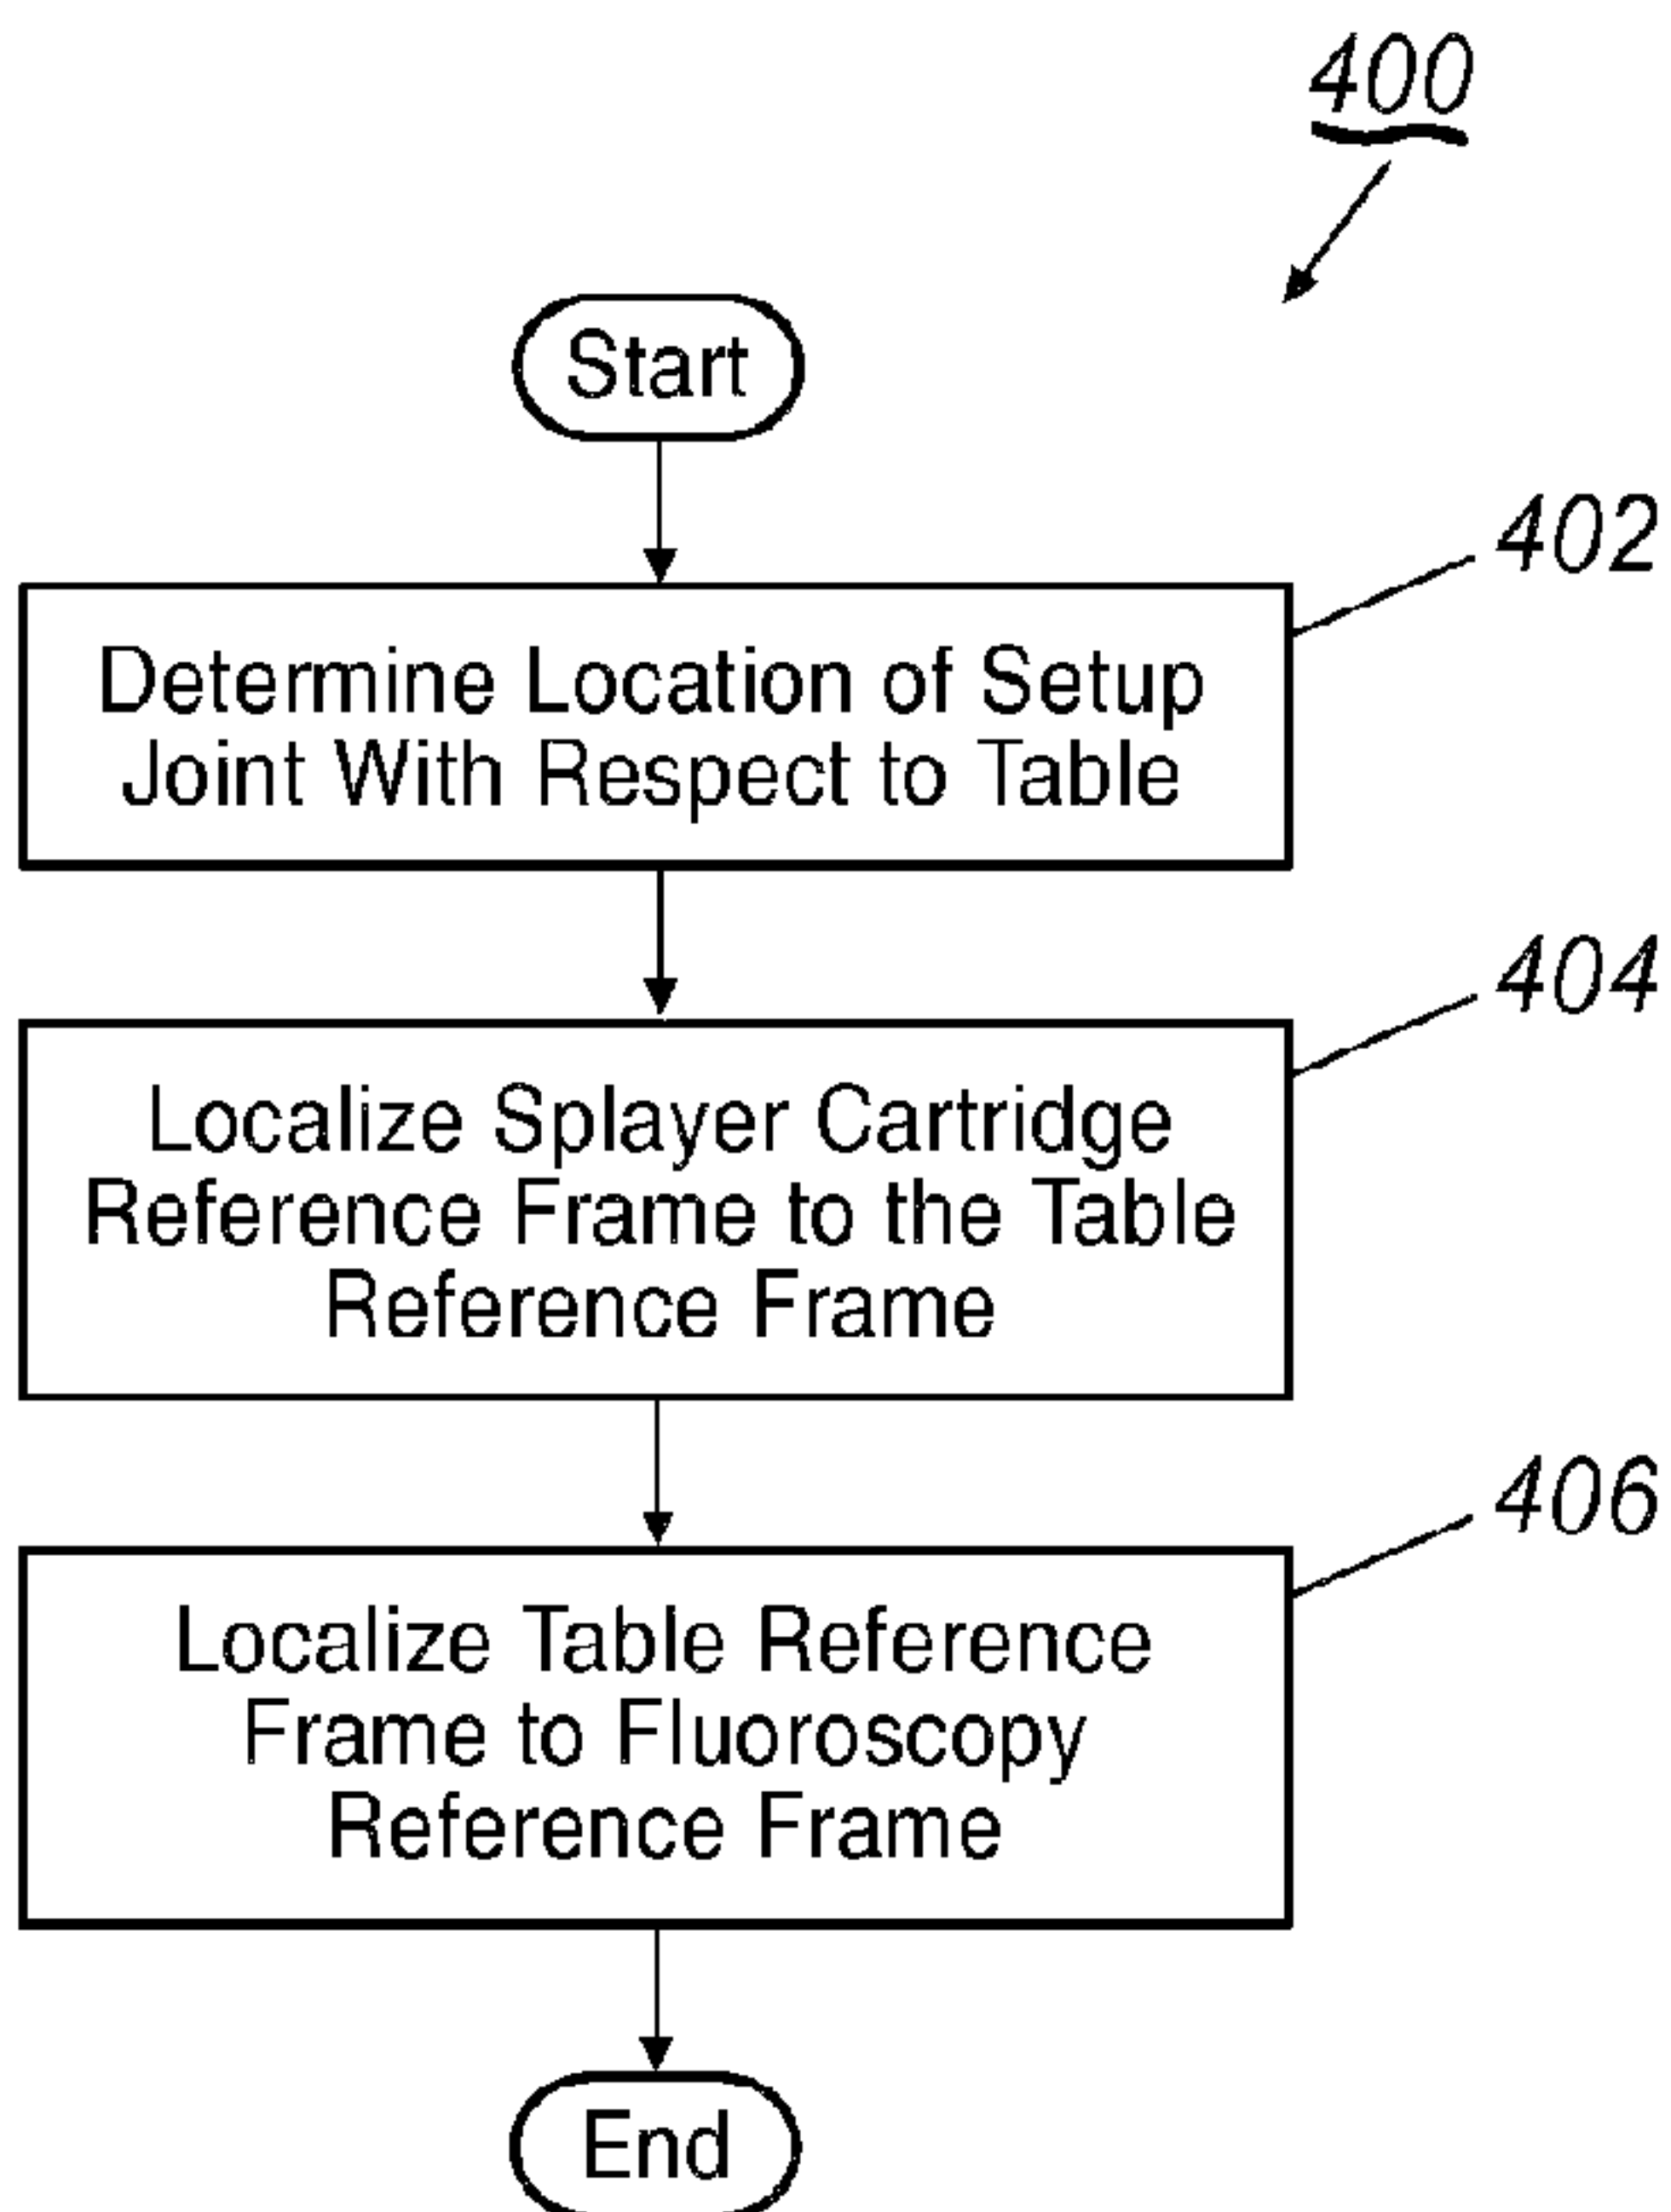 400
Start
402
Determine Location of Setup
Joint With Respect to Table
404
Localize Splayer Cartridge
Reference Frame to the Table
Reference Frame
406
Localize Table Reference
Frame to Fluoroscopy
Reference Frame
End